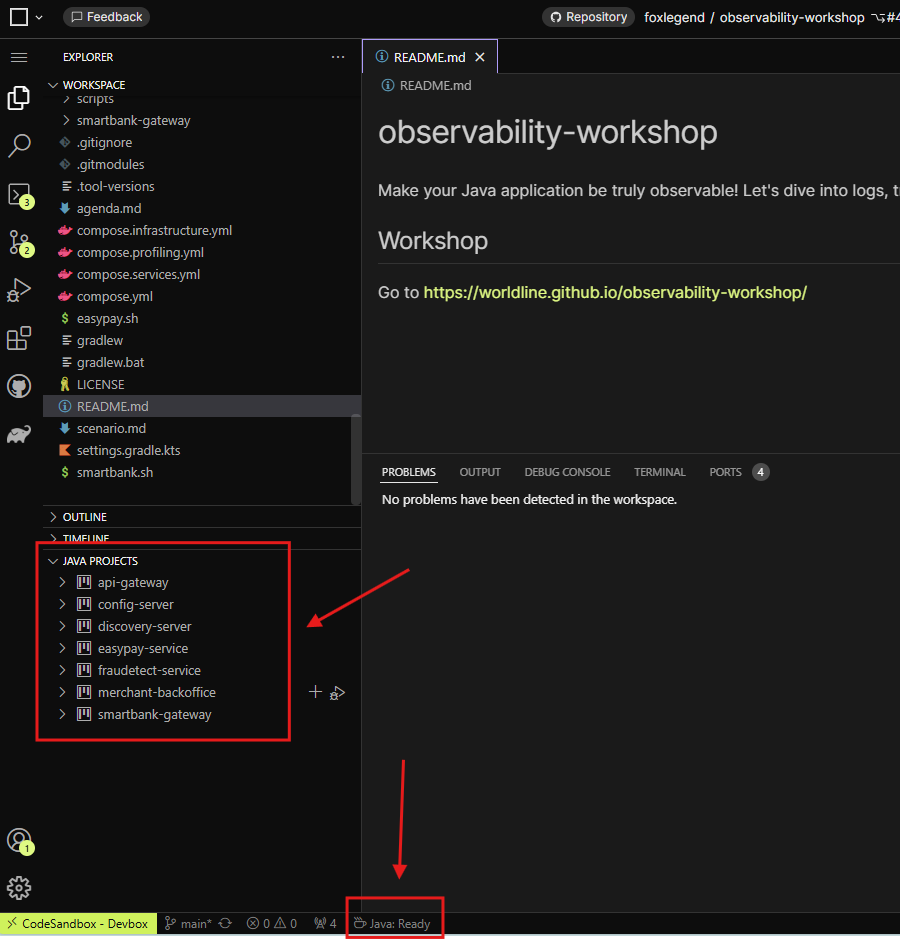 Feedback
Repository foxlegend / observability-workshop #4
EXPLORER ...
README.md
WORKSPACE
README.md
scripts
smartbank-gateway
.gitignore
.gitmodules
.tool-versions
agenda.md
compose.infrastructure.yml
compose.profiling.yml
compose.services.yml
compose.yml
easypay.sh
gradlew
gradlew.bat
LICENSE
README.md
scenario.md
settings.gradle.kts
smartbank.sh
OUTLINE
TIMELINE
JAVA PROJECTS
api-gateway
config-server
discovery-server
easypay-service
fraudetect-service
merchant-backoffice
smartbank-gateway
observability-workshop
Make your Java application be truly observable! Let's dive into logs,
Workshop
Go to https://worldline.github.io/observability-workshop/
PROBLEMS OUTPUT DEBUG CONSOLE TERMINAL PORTS 4
No problems have been detected in the workspace.
3
2
1
CodeSandbox - Devbox main* 0 0 4 Java: Ready